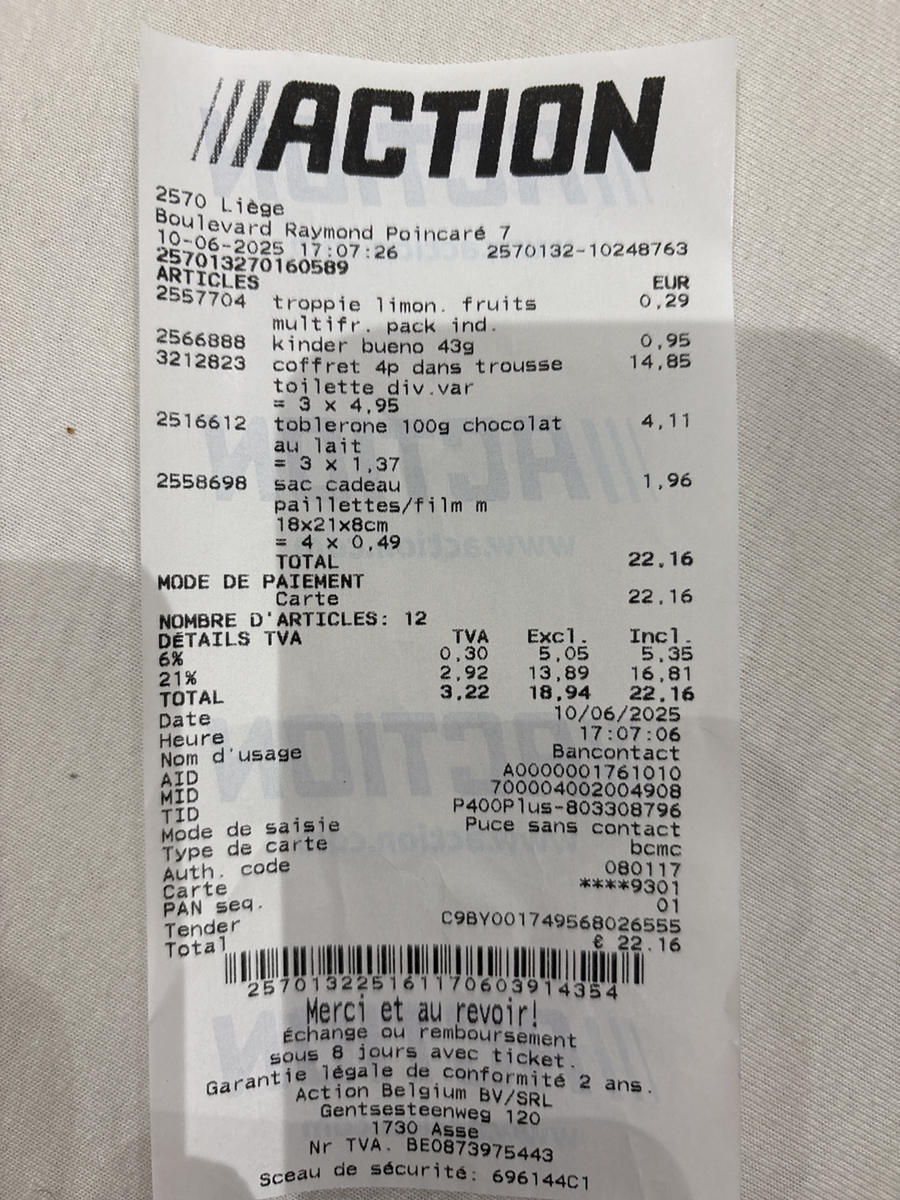 ACTION
2570 Liège
Boulevard Raymond Poincaré 7
10-06-2025 17:07:26 2570132-10248763
257013270160589
ARTICLES EUR
2557704 troppie limon. fruits 0,29
multifr. pack ind.
2566888 kinder bueno 43g 0,95
3212823 coffret 4p dans trousse 14,85
toilette div.var
= 3 x 4,95
2516612 toblerone 100g chocolat 4,11
au lait
= 3 x 1,37
2558698 sac cadeau 1,96
paillettes/film m
18x21x8cm
= 4 x 0,49
TOTAL 22,16
MODE DE PAIEMENT
Carte 22,16
NOMBRE D'ARTICLES: 12
DÉTAILS TVA TVA Excl. Incl.
6% 0,30 5,05 5,35
21% 2,92 13,89 16,81
TOTAL 3,22 18,94 22,16
Date 10/06/2025
Heure 17:07:06
Nom d'usage Bancontact
AID A0000001761010
MID 700004002004908
TID P400Plus-803308796
Mode de saisie Puce sans contact
Type de carte bcmc
Auth. code 080117
Carte ****9301
PAN seq. 01
Tender C9BY001749568026555
Total € 22.16
257013225161170603914354
Merci et au revoir!
Échange ou remboursement
sous 8 jours avec ticket.
Garantie légale de conformité 2 ans.
Action Belgium BV/SRL
Gentsesteenweg 120
1730 Asse
Nr TVA. BE0873975443
Sceau de sécurité: 696144C1